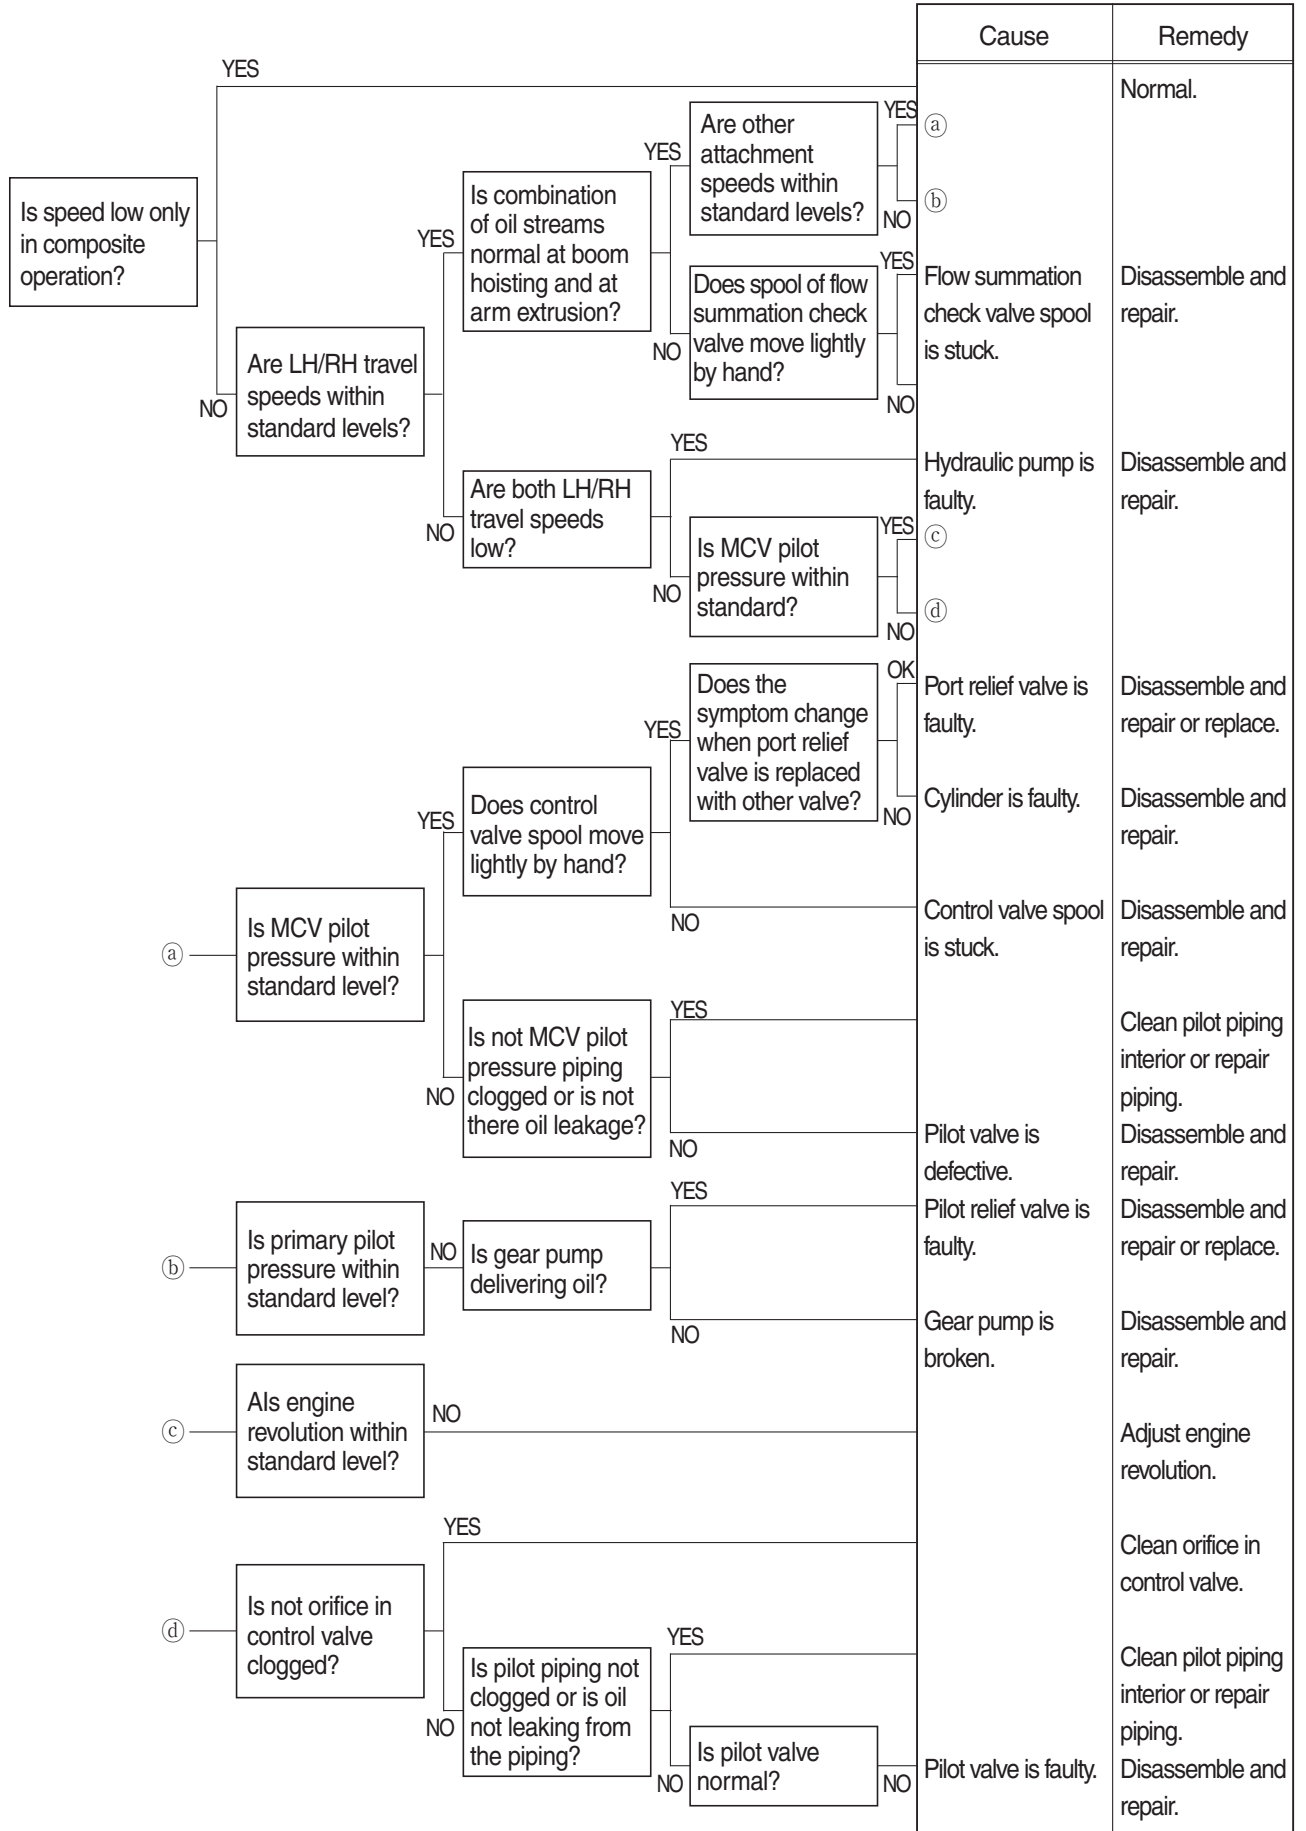 Cause
Remedy
YES
Normal.
Is speed low only
in composite
operation?
NO
Are LH/RH travel
speeds within
standard levels?
YES
Is combination
of oil streams
normal at boom
hoisting and at
arm extrusion?
YES
Are other
attachment
speeds within
standard levels?
YES
ⓐ
ⓑ
NO
NO
Does spool of flow
summation check
valve move lightly
by hand?
YES
Flow summation
check valve spool
is stuck.
Disassemble and
repair.
NO
NO
Are both LH/RH
travel speeds
low?
YES
Hydraulic pump is
faulty.
Disassemble and
repair.
NO
Is MCV pilot
pressure within
standard?
YES
ⓒ
ⓓ
NO
ⓐ
Is MCV pilot
pressure within
standard level?
YES
Does control
valve spool move
lightly by hand?
YES
Does the
symptom change
when port relief
valve is replaced
with other valve?
OK
Port relief valve is
faulty.
Disassemble and
repair or replace.
NO
Cylinder is faulty.
Disassemble and
repair.
NO
Control valve spool
is stuck.
Disassemble and
repair.
NO
Is not MCV pilot
pressure piping
clogged or is not
there oil leakage?
YES
Clean pilot piping
interior or repair
piping.
NO
Pilot valve is
defective.
Disassemble and
repair.
ⓑ
Is primary pilot
pressure within
standard level?
NO
Is gear pump
delivering oil?
YES
Pilot relief valve is
faulty.
Disassemble and
repair or replace.
NO
Gear pump is
broken.
Disassemble and
repair.
ⓒ
AIs engine
revolution within
standard level?
NO
Adjust engine
revolution.
ⓓ
Is not orifice in
control valve
clogged?
YES
Clean orifice in
control valve.
NO
Is pilot piping not
clogged or is oil
not leaking from
the piping?
YES
Clean pilot piping
interior or repair
piping.
NO
Is pilot valve
normal?
NO
Pilot valve is faulty.
Disassemble and
repair.